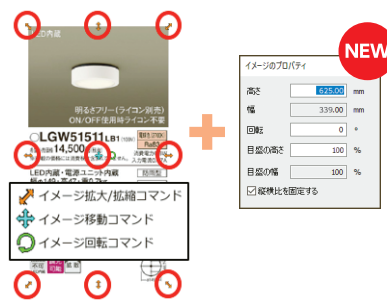 LED内蔵
明るさフリー(ライコン別売)
ON/OFF使用時ライコン不要
LGW51511 LB1
14,500
LED内蔵・電源ユニット内蔵
防雨型
イメージ拡大/拡縮コマンド
イメージ移動コマンド
イメージ回転コマンド
NEW
イメージのプロパティ
高さ 625.00 mm
幅 339.00 mm
回転 0 °
目盛の高さ 100 %
目盛の幅 100 %
縦横比を固定する